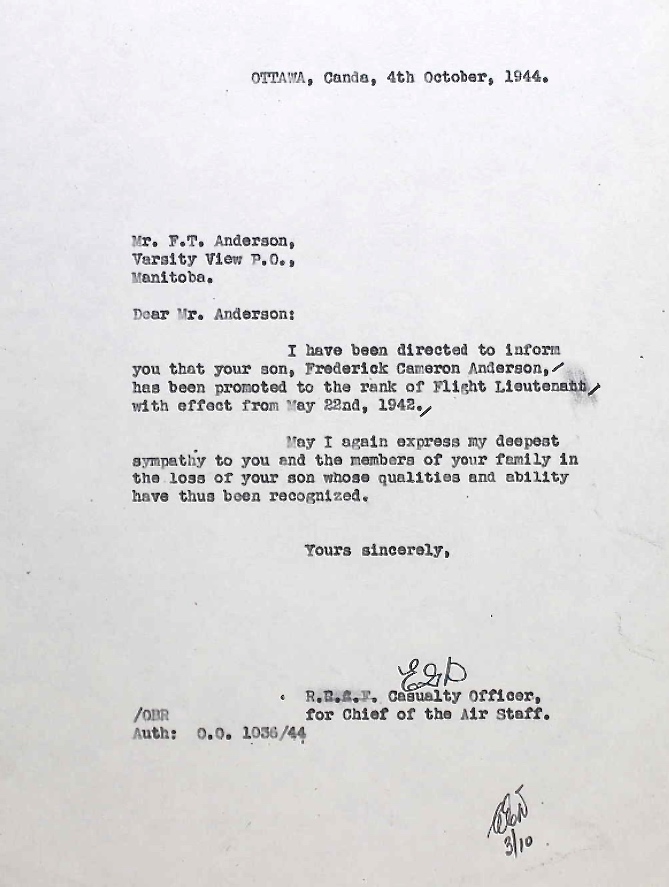 OTTAWA, Canda, 4th October, 1944.
Mr. F.T. Anderson,
Varsity View P.O.,
Manitoba.
Dear Mr. Anderson:
I have been directed to inform
you that your son, Frederick Cameron Anderson,
has been promoted to the rank of Flight Lieutenant,
with effect from May 22nd, 1942.
May I again express my deepest
sympathy to you and the members of your family in
the loss of your son whose qualities and ability
have thus been recognized.
Yours sincerely,
R.C.A.F. Casualty Officer,
/OBR for Chief of the Air Staff.
Auth: O.O. 1036/44
3/10